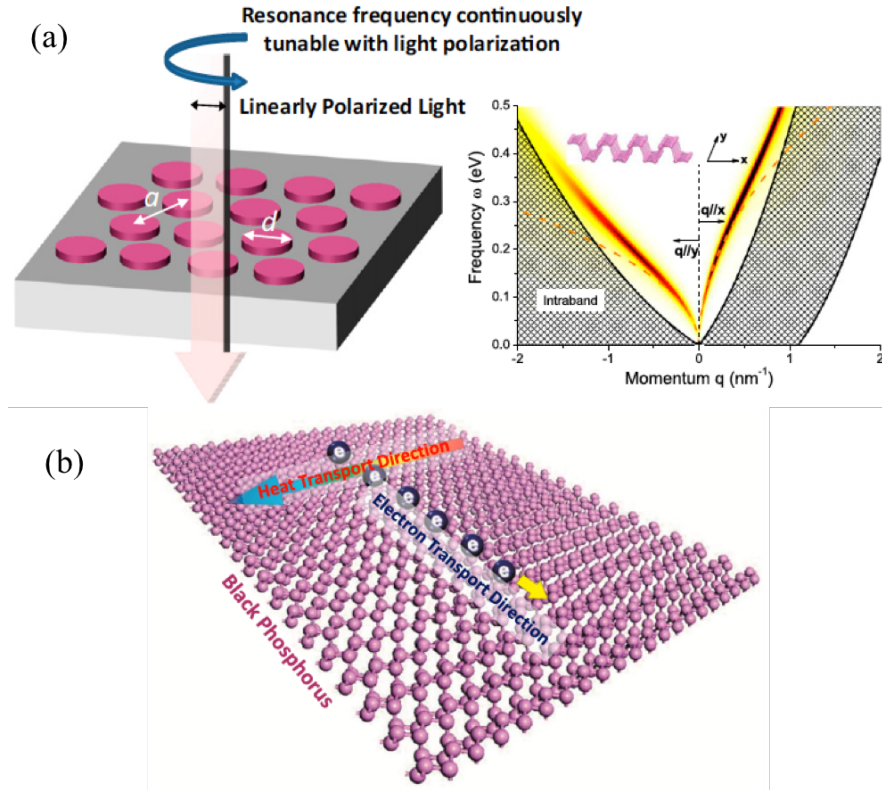 (a)
Resonance frequency continuously
tunable with light polarization
Linearly Polarized Light
a
d
0.5
0.4
0.3
0.2
0.1
0.0
Frequency ω (eV)
y
x
q//x
q//y
Intraband
-2
-1
0
1
2
Momentum q (nm⁻¹)
(b)
e
Heat Transport Direction
e
e
e
e
e
Electron Transport Direction
Black Phosphorus